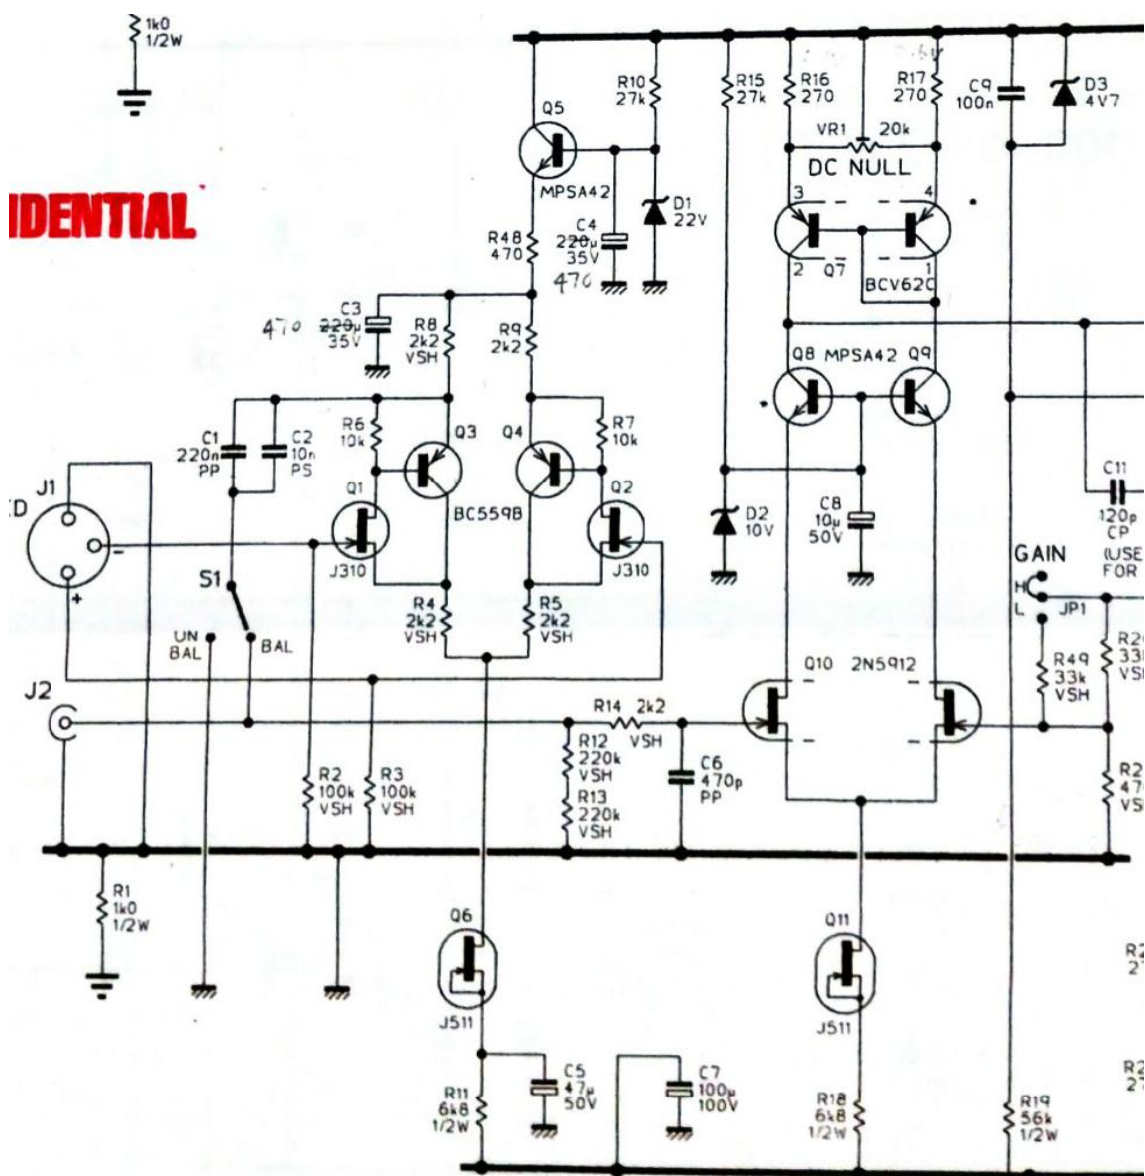 1k0
1/2W
IDENTIAL
R10
27k
R15
27k
R16
270
R17
270
C9
100n
D3
4V7
Q5
MPSA42
VR1 20k
DC NULL
D1
22V
C4
220µ
35V
470
R48
470
3
4
2
1
Q7
BCV62C
470
C3
220µ
35V
R8
2k2
VSH
R9
2k2
Q8 MPSA42 Q9
C1
220n
PP
C2
10n
PS
R6
10k
Q3
Q4
R7
10k
J1
Q1
BC559B
Q2
D2
10V
C8
10µ
50V
C11
120p
CP
(USE
FOR
D
-
+
J310
J310
GAIN
H
L
JP1
S1
UN
BAL
BAL
R4
2k2
VSH
R5
2k2
VSH
J2
Q10 2N5912
R49
33k
VSH
R14 2k2
VSH
R2
100k
VSH
R3
100k
VSH
R12
220k
VSH
R13
220k
VSH
C6
470p
PP
R1
1k0
1/2W
Q6
J511
Q11
J511
C5
47µ
50V
C7
100µ
100V
R11
6k8
1/2W
R18
6k8
1/2W
R19
56k
1/2W